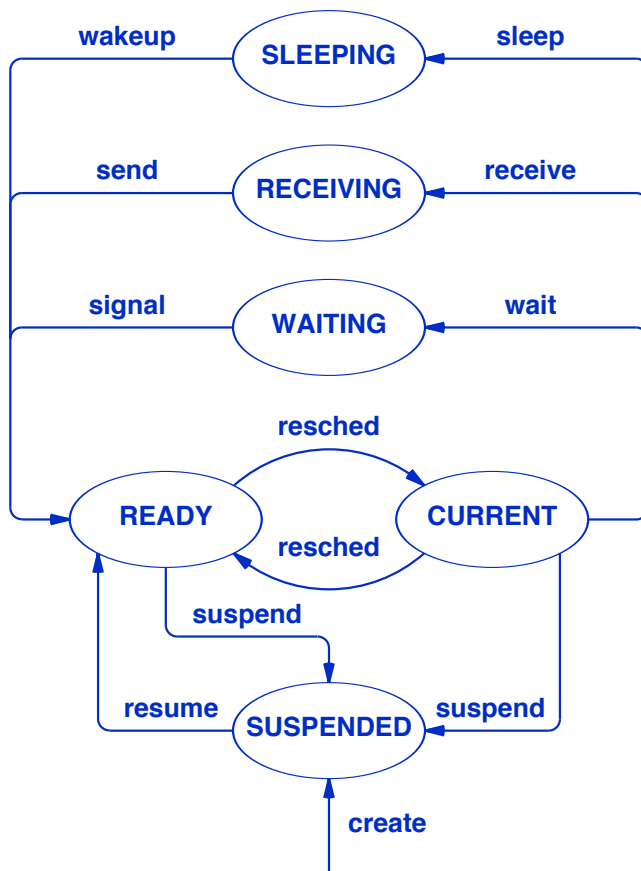 wakeup
SLEEPING
sleep
send
RECEIVING
receive
signal
WAITING
wait
resched
READY
CURRENT
resched
suspend
resume
SUSPENDED
suspend
create